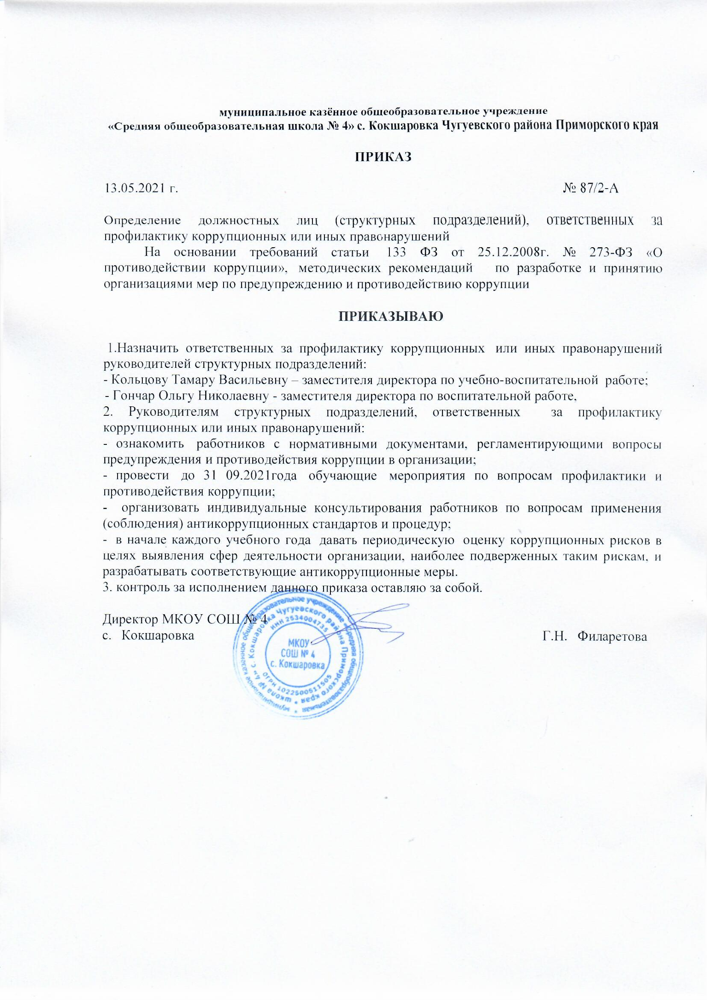 муниципальное казённое общеобразовательное учреждение
«Средняя общеобразовательная школа № 4» с. Кокшаровка Чугуевского района Приморского края
ПРИКАЗ
13.05.2021 г. № 87/2-А
Определение должностных лиц (структурных подразделений), ответственных за
профилактику коррупционных или иных правонарушений
На основании требований статьи 133 ФЗ от 25.12.2008г. № 273-ФЗ «О
противодействии коррупции», методических рекомендаций по разработке и принятию
организациями мер по предупреждению и противодействию коррупции
ПРИКАЗЫВАЮ
1.Назначить ответственных за профилактику коррупционных или иных правонарушений
руководителей структурных подразделений:
- Кольцову Тамару Васильевну – заместителя директора по учебно-воспитательной работе;
- Гончар Ольгу Николаевну - заместителя директора по воспитательной работе,
2. Руководителям структурных подразделений, ответственных за профилактику
коррупционных или иных правонарушений:
- ознакомить работников с нормативными документами, регламентирующими вопросы
предупреждения и противодействия коррупции в организации;
- провести до 31 09.2021года обучающие мероприятия по вопросам профилактики и
противодействия коррупции;
- организовать индивидуальные консультирования работников по вопросам применения
(соблюдения) антикоррупционных стандартов и процедур;
- в начале каждого учебного года давать периодическую оценку коррупционных рисков в
целях выявления сфер деятельности организации, наиболее подверженных таким рискам, и
разрабатывать соответствующие антикоррупционные меры.
3. контроль за исполнением данного приказа оставляю за собой.
Директор МКОУ СОШ № 4
с. Кокшаровка Г.Н. Филаретова
муниципальное казенное общеобразовательное учреждение «Средняя общеобразовательная
школа № 4» с. Кокшаровка Чугуевского района Приморского края
ИНН 2534004735
МКОУ
СОШ № 4
с. Кокшаровка
ОГРН 1022500511505